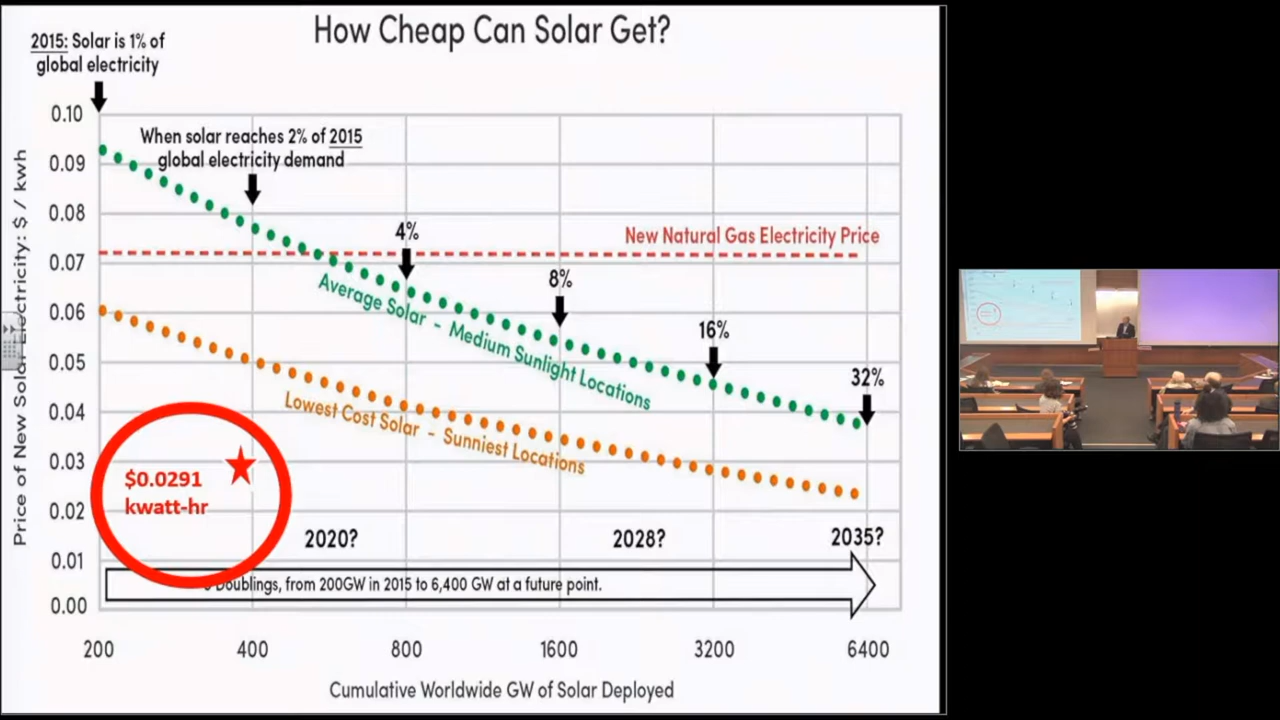 How Cheap Can Solar Get?
2015: Solar is 1% of
global electricity
When solar reaches 2% of 2015
global electricity demand
4%
8%
16%
32%
New Natural Gas Electricity Price
Average Solar - Medium Sunlight Locations
Lowest Cost Solar - Sunniest Locations
$0.0291
kwatt-hr
2020?
2028?
2035?
Doublings, from 200GW in 2015 to 6,400 GW at a future point.
Price of New Solar Electricity: $ / kwh
0.10
0.09
0.08
0.07
0.06
0.05
0.04
0.03
0.02
0.01
0.00
200
400
800
1600
3200
6400
Cumulative Worldwide GW of Solar Deployed